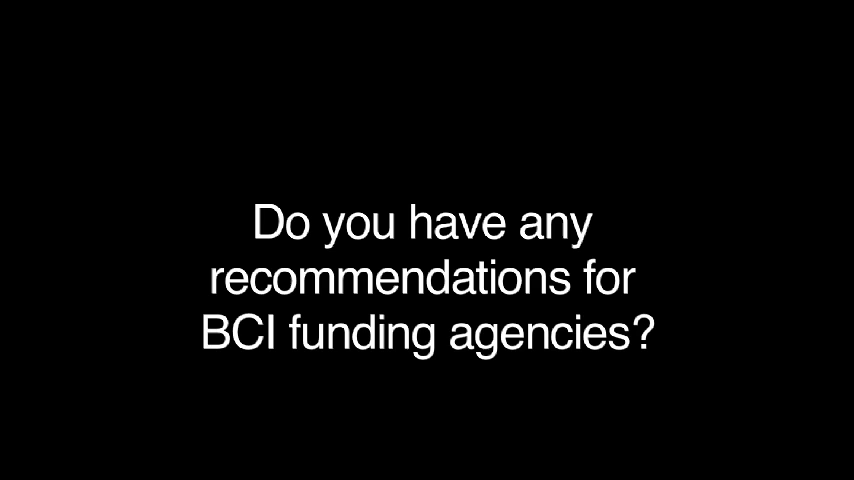 Do you have any
recommendations for
BCI funding agencies?